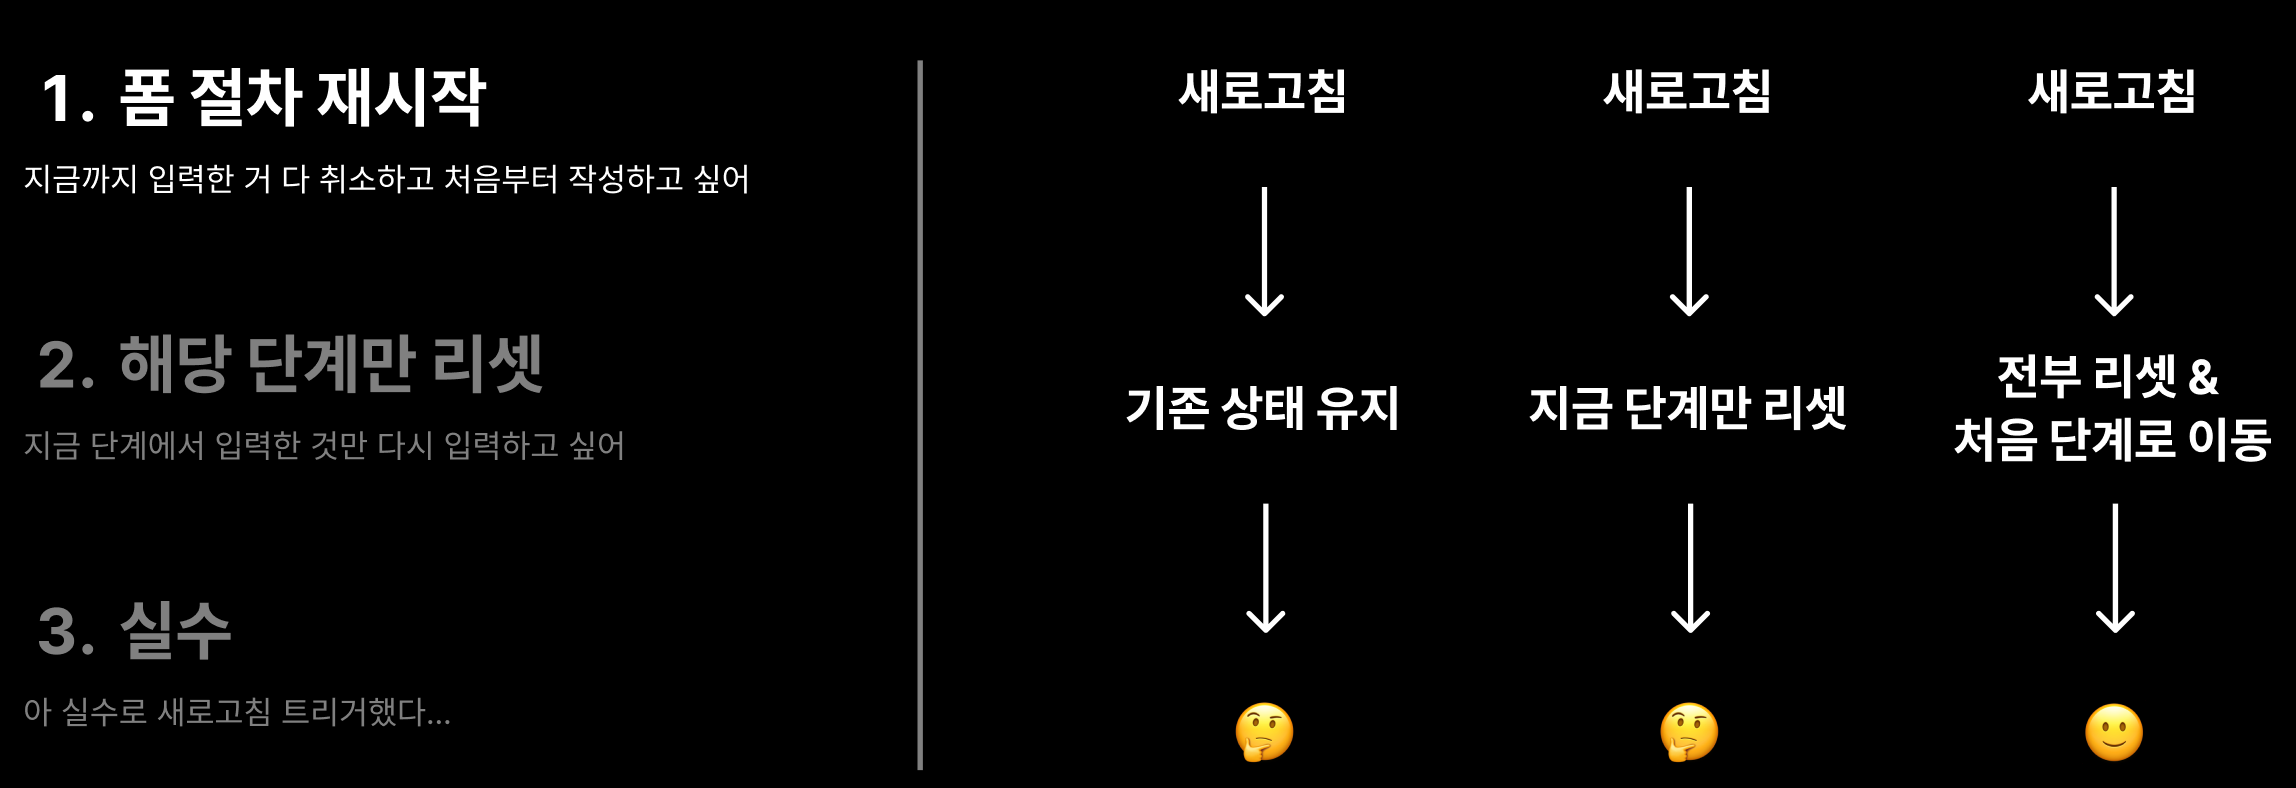 1. 폼 절차 재시작
지금까지 입력한 거 다 취소하고 처음부터 작성하고 싶어
2. 해당 단계만 리셋
지금 단계에서 입력한 것만 다시 입력하고 싶어
3. 실수
아 실수로 새로고침 트리거했다...
새로고침
기존 상태 유지
새로고침
지금 단계만 리셋
새로고침
전부 리셋 &
처음 단계로 이동